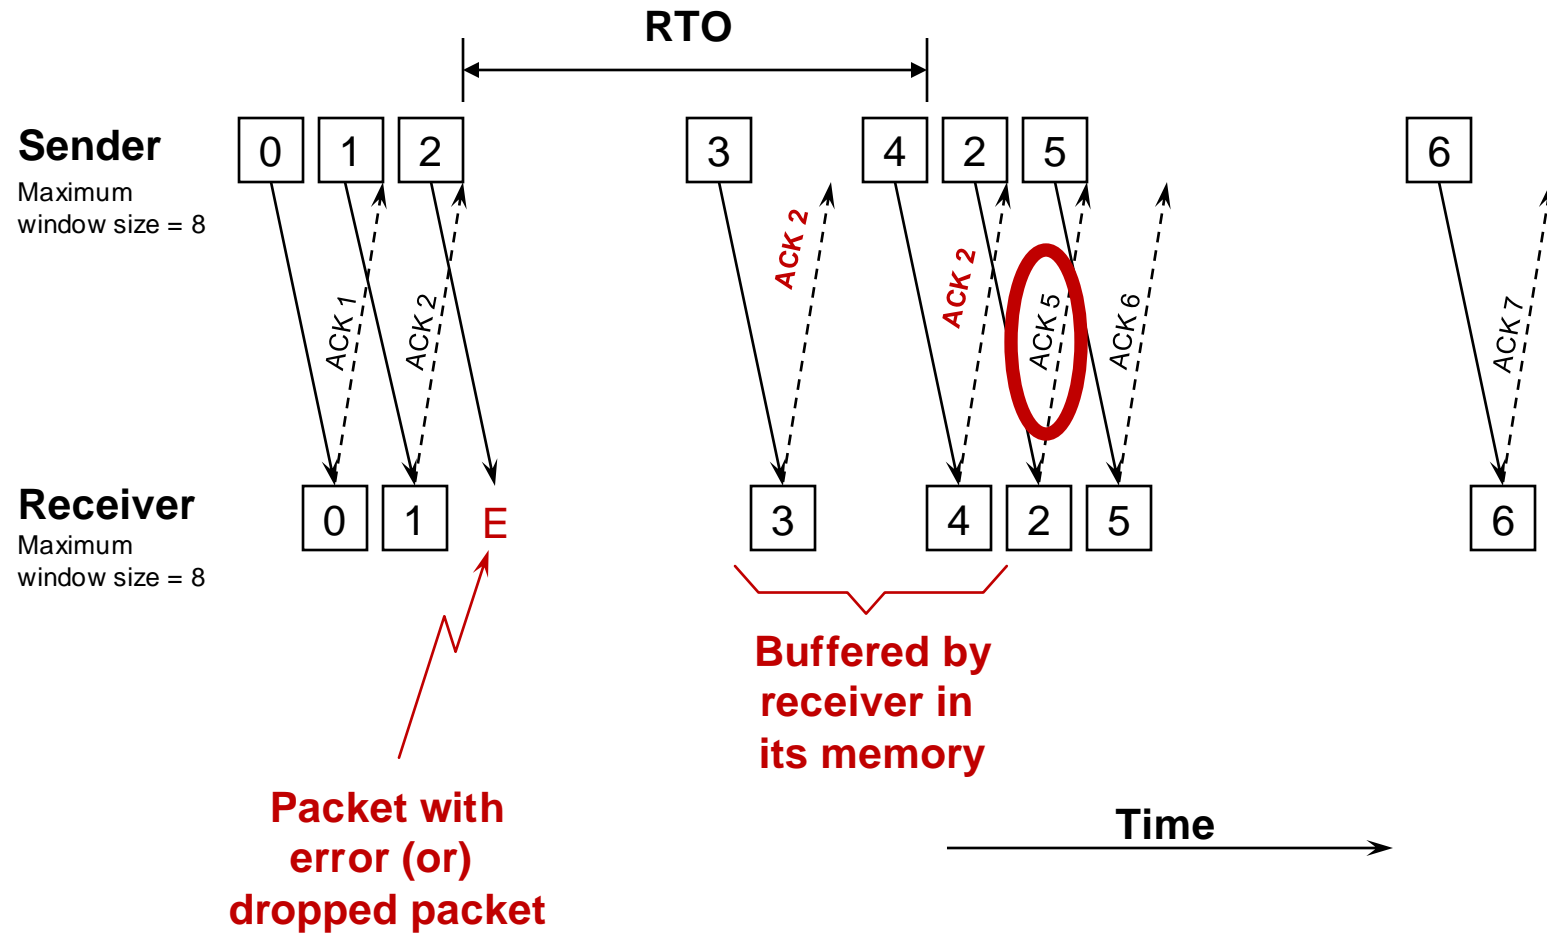 RTO
Sender
Maximum
window size = 8
0
1
2
3
4
2
5
6
ACK 1
ACK 2
ACK 2
ACK 2
ACK 5
ACK 6
ACK 7
Receiver
Maximum
window size = 8
0
1
E
3
4
2
5
6
Buffered by
receiver in
its memory
Packet with
error (or)
dropped packet
Time